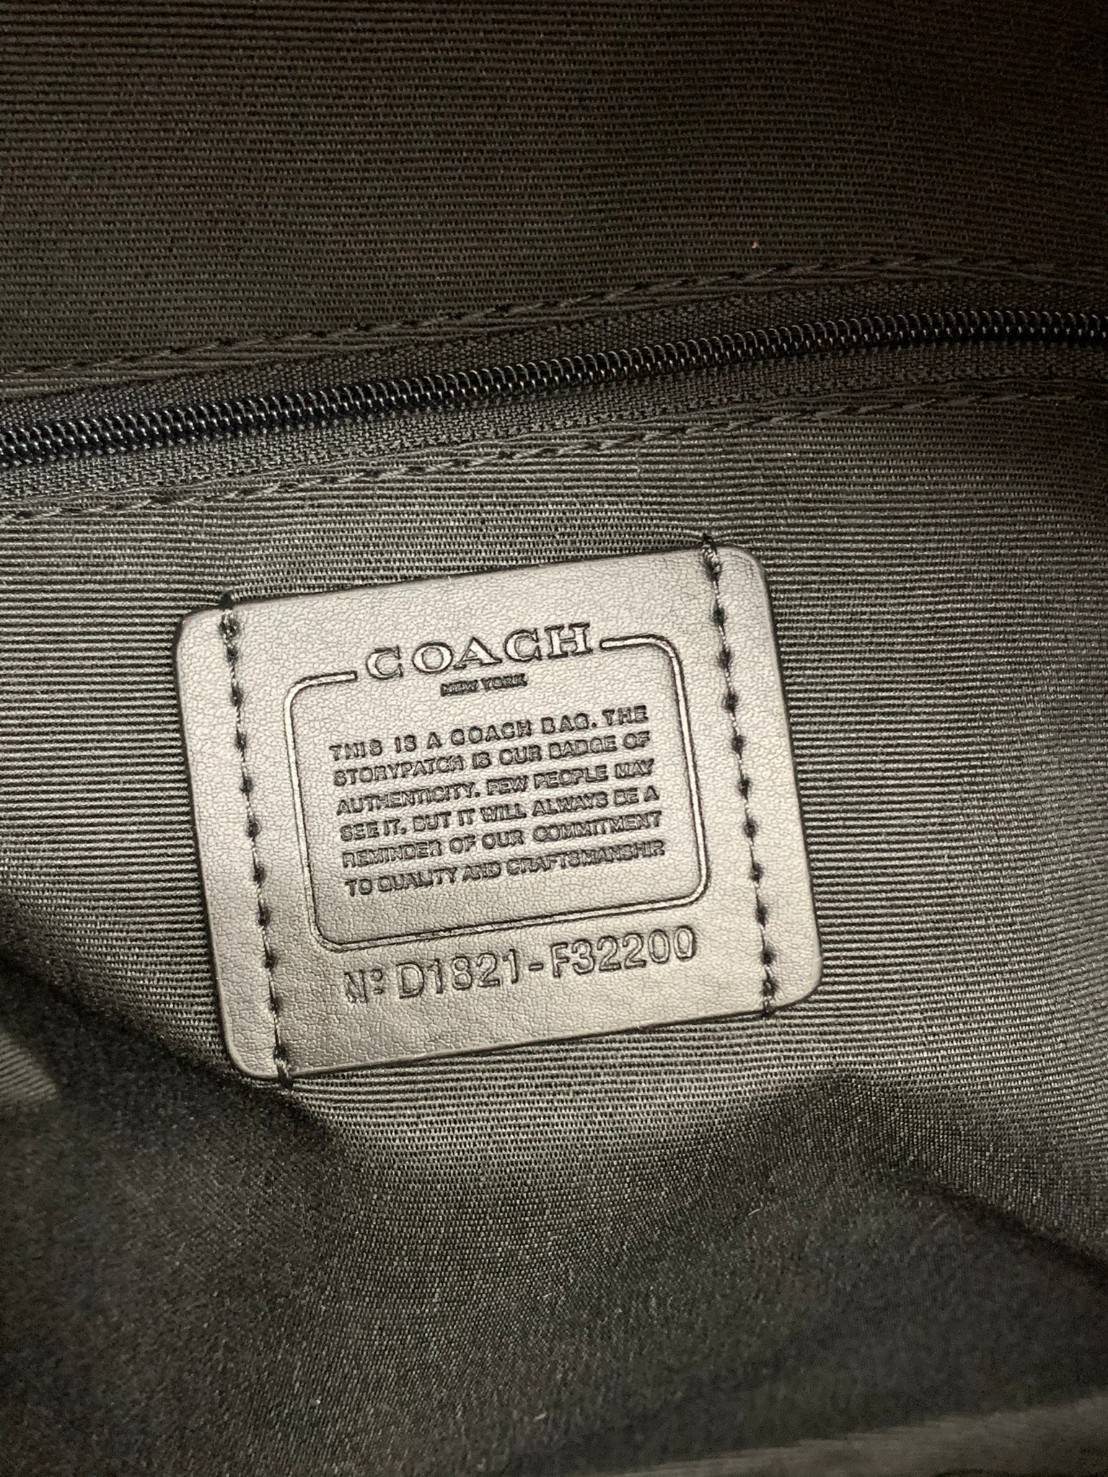 COACH
NEW YORK
THIS IS A COACH BAG. THE
STORYPATCH IS OUR BADGE OF
AUTHENTICITY. FEW PEOPLE MAY
SEE IT, BUT IT WILL ALWAYS BE A
REMINDER OF OUR COMMITMENT
TO QUALITY AND CRAFTSMANSHIP
Nº D1821-F32200